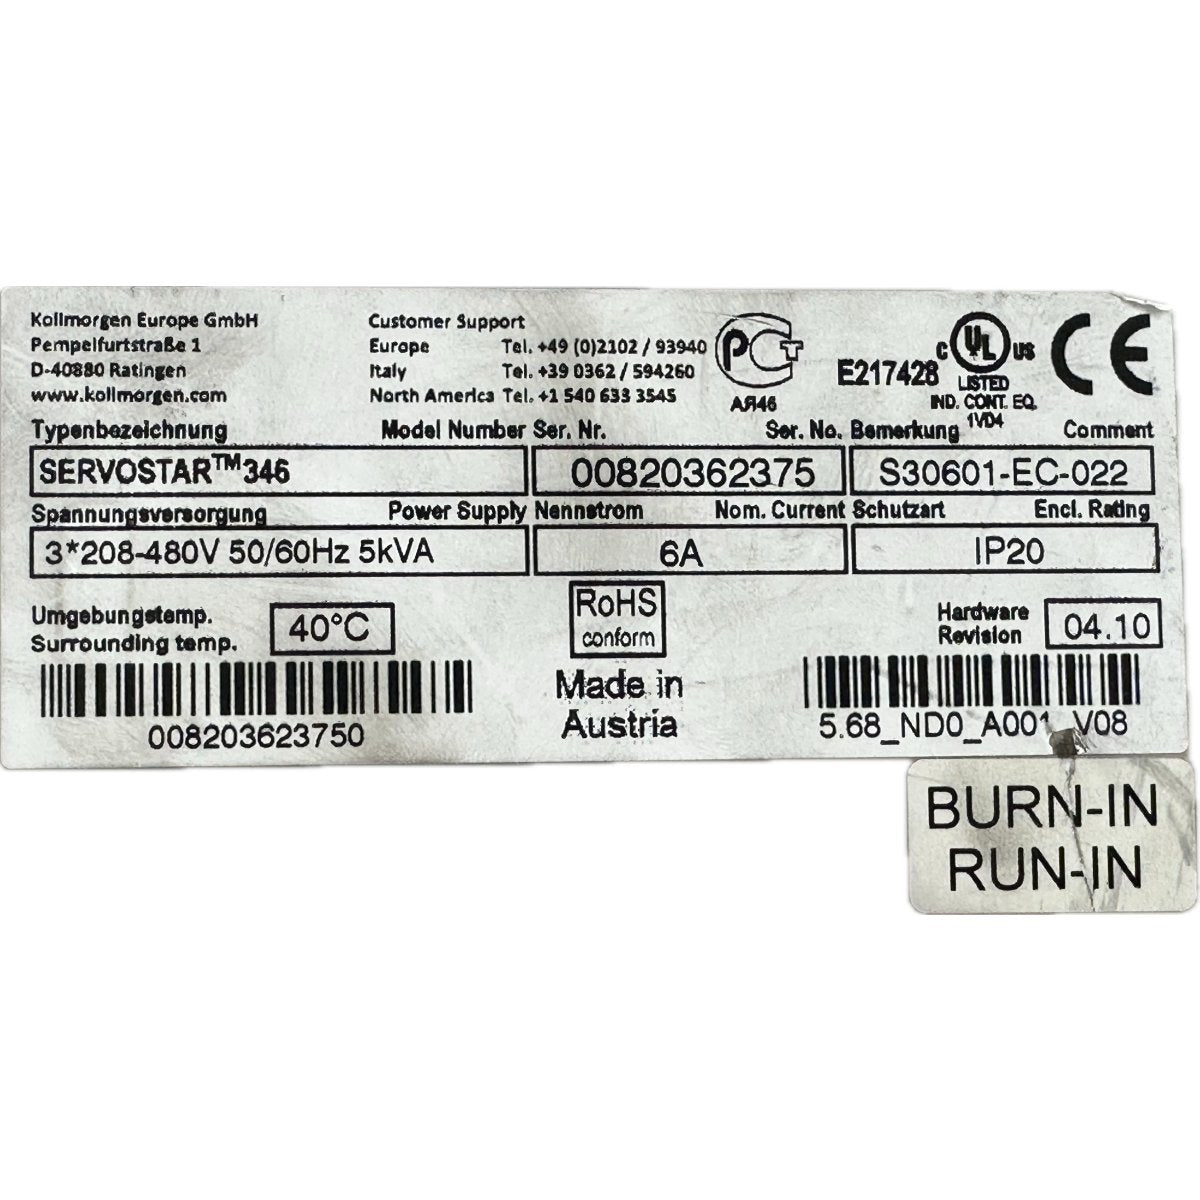 Kollmorgen Europe GmbH
Pempelfurtstraße 1
D-40880 Ratingen
www.kollmorgen.com
Customer Support
Europe Tel. +49 (0)2102 / 93940
Italy Tel. +39 0362 / 594260
North America Tel. +1 540 633 3545
PCT
АЯ46
E217428
C UL US
LISTED
IND. CONT. EQ.
1VD4
CE
Typenbezeichnung Model Number Ser. Nr. Ser. No. Bemerkung Comment
SERVOSTAR™346 00820362375 S30601-EC-022
Spannungsversorgung Power Supply Nennstrom Nom. Current Schutzart Encl. Rating
3*208-480V 50/60Hz 5kVA 6A IP20
Umgebungstemp.
Surrounding temp.
40°C
RoHS
conform
Hardware
Revision
04.10
008203623750
Made in
Austria
5.68_ND0_A001_V08
BURN-IN
RUN-IN